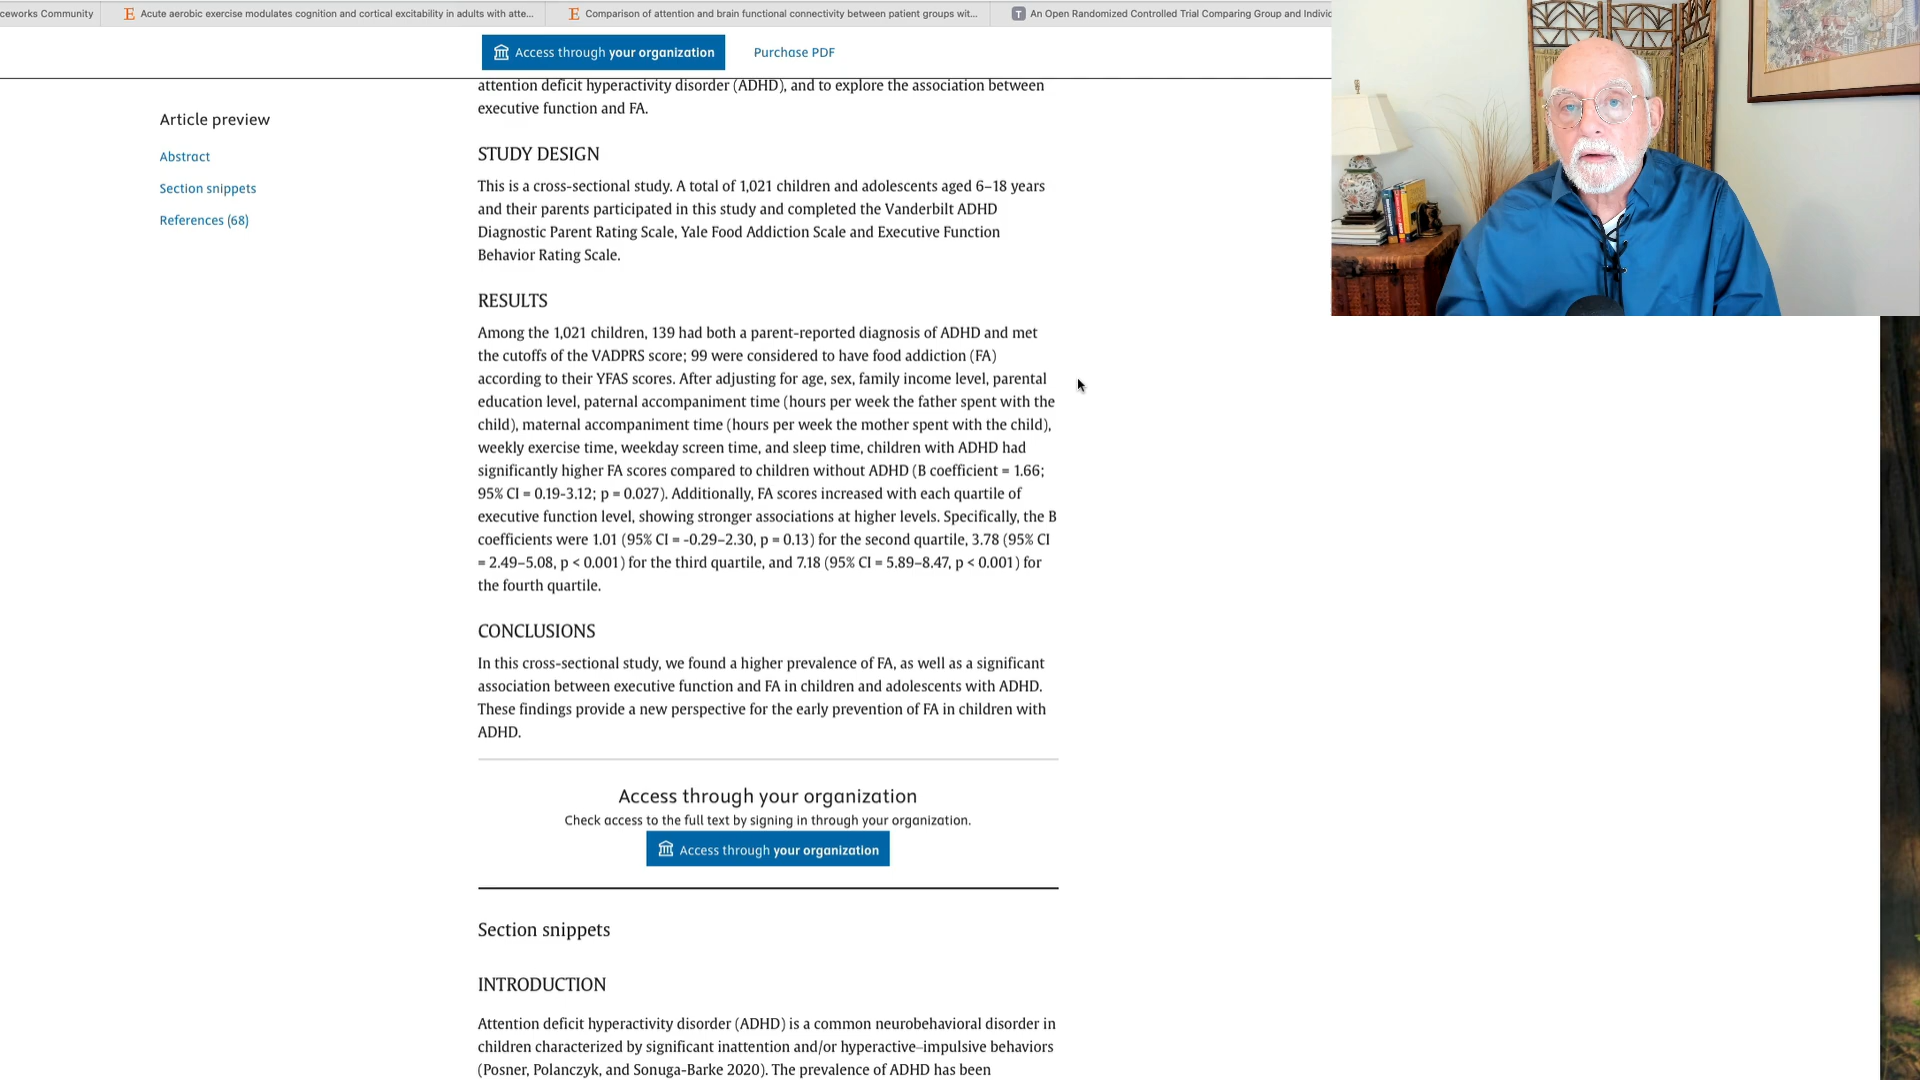 ceworks Community
Acute aerobic exercise modulates cognition and cortical excitability in adults with atte...
Comparison of attention and brain functional connectivity between patient groups wit...
An Open Randomized Controlled Trial Comparing Group and Individ
Access through your organization
Purchase PDF
Article preview
Abstract
Section snippets
References (68)
attention deficit hyperactivity disorder (ADHD), and to explore the association between
executive function and FA.
STUDY DESIGN
This is a cross-sectional study. A total of 1,021 children and adolescents aged 6–18 years
and their parents participated in this study and completed the Vanderbilt ADHD
Diagnostic Parent Rating Scale, Yale Food Addiction Scale and Executive Function
Behavior Rating Scale.
RESULTS
Among the 1,021 children, 139 had both a parent-reported diagnosis of ADHD and met
the cutoffs of the VADPRS score; 99 were considered to have food addiction (FA)
according to their YFAS scores. After adjusting for age, sex, family income level, parental
education level, paternal accompaniment time (hours per week the father spent with the
child), maternal accompaniment time (hours per week the mother spent with the child),
weekly exercise time, weekday screen time, and sleep time, children with ADHD had
significantly higher FA scores compared to children without ADHD (B coefficient = 1.66;
95% CI = 0.19-3.12; p = 0.027). Additionally, FA scores increased with each quartile of
executive function level, showing stronger associations at higher levels. Specifically, the B
coefficients were 1.01 (95% CI = -0.29–2.30, p = 0.13) for the second quartile, 3.78 (95% CI
= 2.49–5.08, p < 0.001) for the third quartile, and 7.18 (95% CI = 5.89–8.47, p < 0.001) for
the fourth quartile.
CONCLUSIONS
In this cross-sectional study, we found a higher prevalence of FA, as well as a significant
association between executive function and FA in children and adolescents with ADHD.
These findings provide a new perspective for the early prevention of FA in children with
ADHD.
Access through your organization
Check access to the full text by signing in through your organization.
Access through your organization
Section snippets
INTRODUCTION
Attention deficit hyperactivity disorder (ADHD) is a common neurobehavioral disorder in
children characterized by significant inattention and/or hyperactive–impulsive behaviors
(Posner, Polanczyk, and Sonuga-Barke 2020). The prevalence of ADHD has been